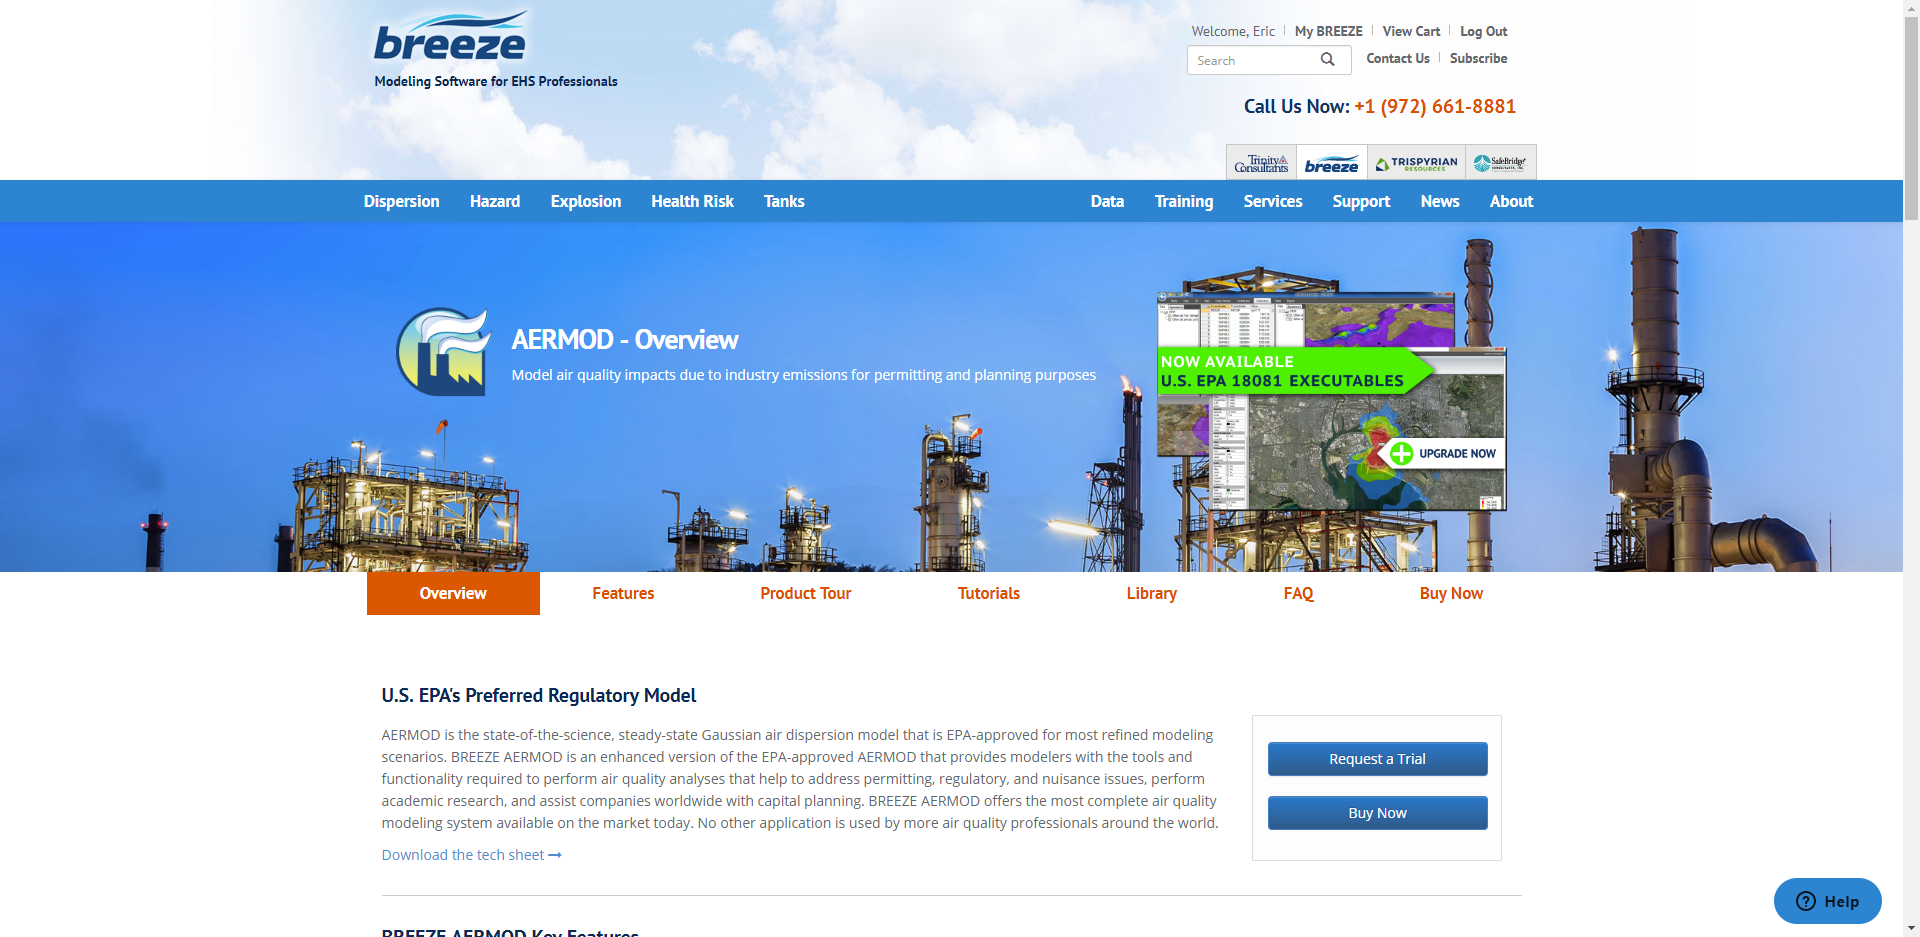 breeze
Modeling Software for EHS Professionals
Welcome, Eric
My BREEZE
View Cart
Log Out
Search
Contact Us
Subscribe
Call Us Now: +1 (972) 661-8881
Trinity Consultants
breeze
TRISPYRIAN
RESOURCES
SafeBridge
Dispersion
Hazard
Explosion
Health Risk
Tanks
Data
Training
Services
Support
News
About
AERMOD - Overview
Model air quality impacts due to industry emissions for permitting and planning purposes
NOW AVAILABLE
U.S. EPA 18081 EXECUTABLES
UPGRADE NOW
Overview
Features
Product Tour
Tutorials
Library
FAQ
Buy Now
U.S. EPA's Preferred Regulatory Model
AERMOD is the state-of-the-science, steady-state Gaussian air dispersion model that is EPA-approved for most refined modeling
scenarios. BREEZE AERMOD is an enhanced version of the EPA-approved AERMOD that provides modelers with the tools and
functionality required to perform air quality analyses that help to address permitting, regulatory, and nuisance issues, perform
academic research, and assist companies worldwide with capital planning. BREEZE AERMOD offers the most complete air quality
modeling system available on the market today. No other application is used by more air quality professionals around the world.
Download the tech sheet
Request a Trial
Buy Now
BREEZE AERMOD Key Features
Help